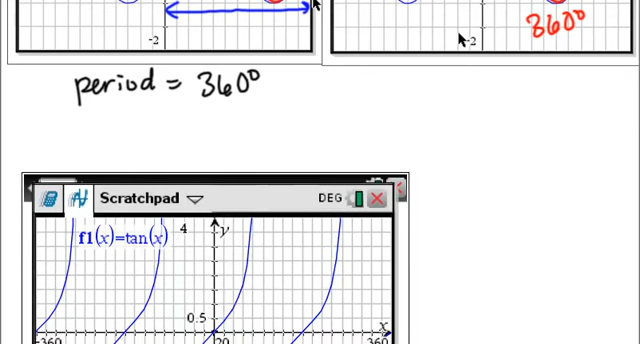 -2
-2
360°
period = 360°
Scratchpad
DEG
f1(x)=tan(x)
4
y
0.5
x
-360
20
360